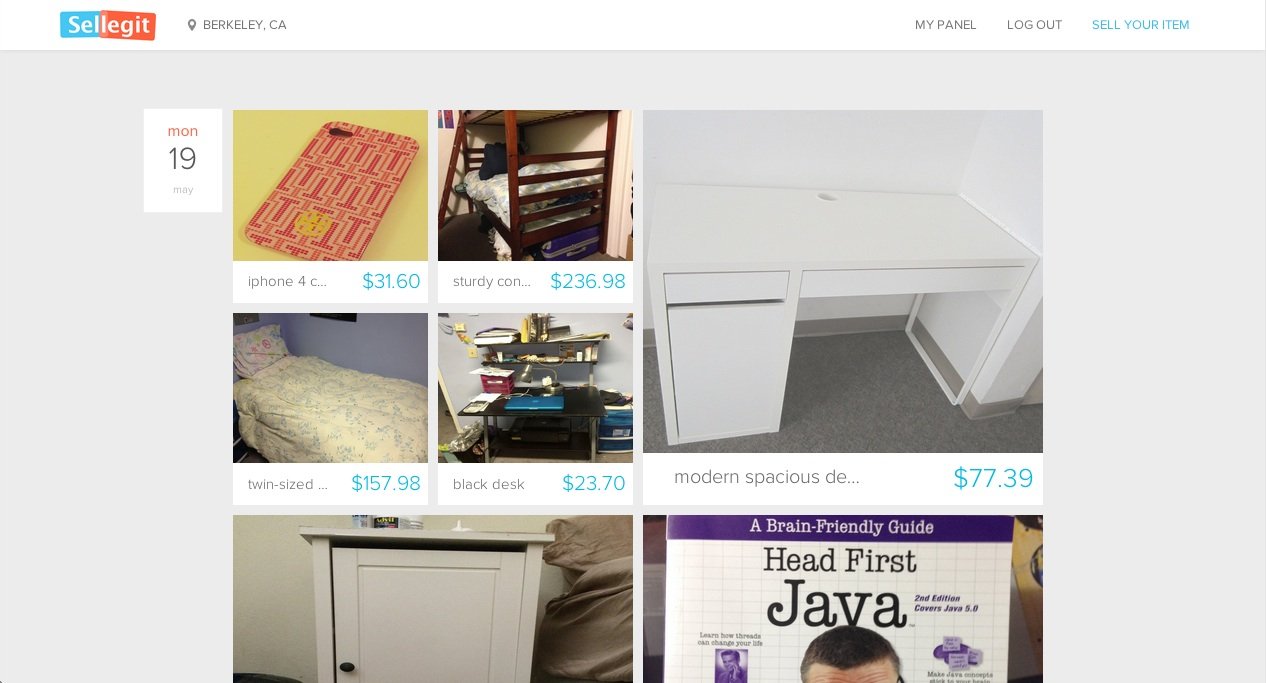 Sellegit
BERKELEY, CA
MY PANEL
LOG OUT
SELL YOUR ITEM
mon
19
may
iphone 4 c...
$31.60
sturdy con...
$236.98
twin-sized ...
$157.98
black desk
$23.70
modern spacious de...
$77.39
A Brain-Friendly Guide
Head First
Java™
2nd Edition
Covers Java 5.0
Learn how threads
can change your life
Make Java concepts
stick to your brain